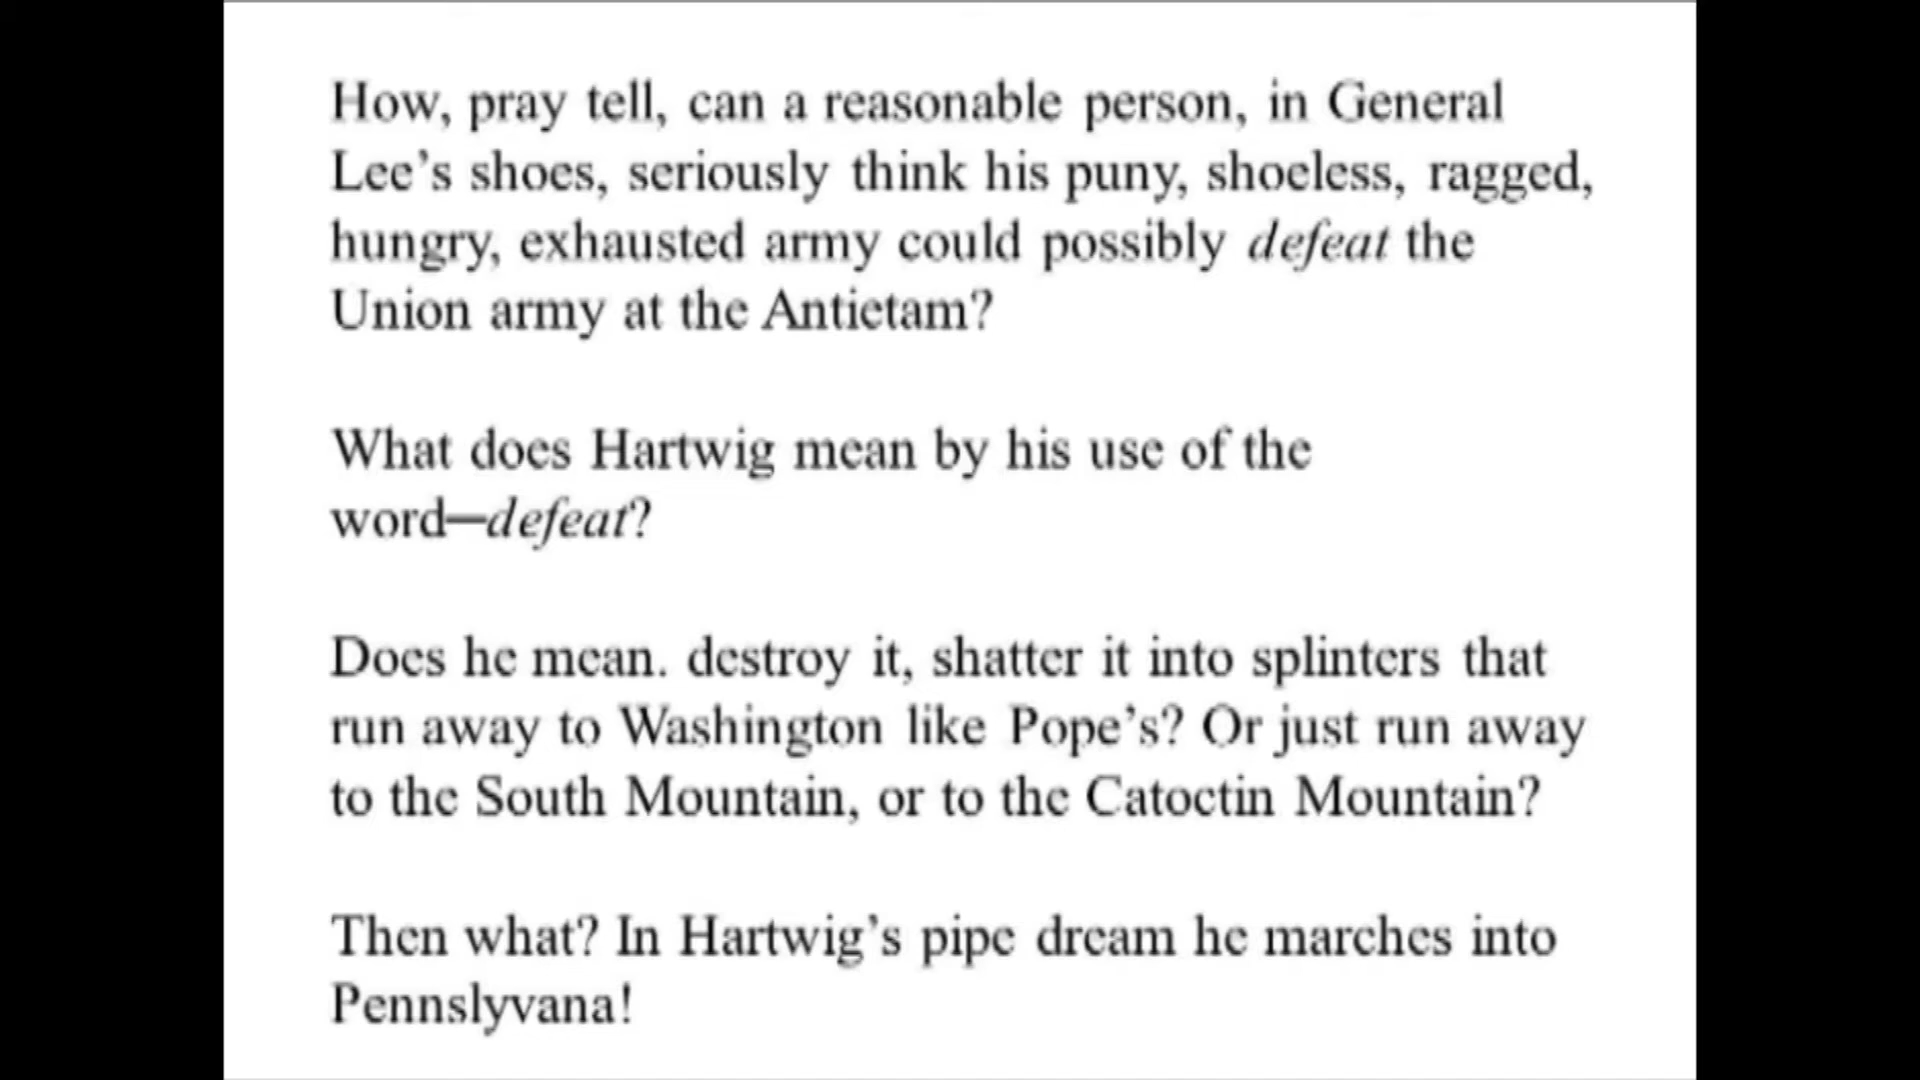 How, pray tell, can a reasonable person, in General
Lee’s shoes, seriously think his puny, shoeless, ragged,
hungry, exhausted army could possibly defeat the
Union army at the Antietam?
What does Hartwig mean by his use of the
word—defeat?
Does he mean. destroy it, shatter it into splinters that
run away to Washington like Pope’s? Or just run away
to the South Mountain, or to the Catoctin Mountain?
Then what? In Hartwig’s pipe dream he marches into
Pennslyvana!